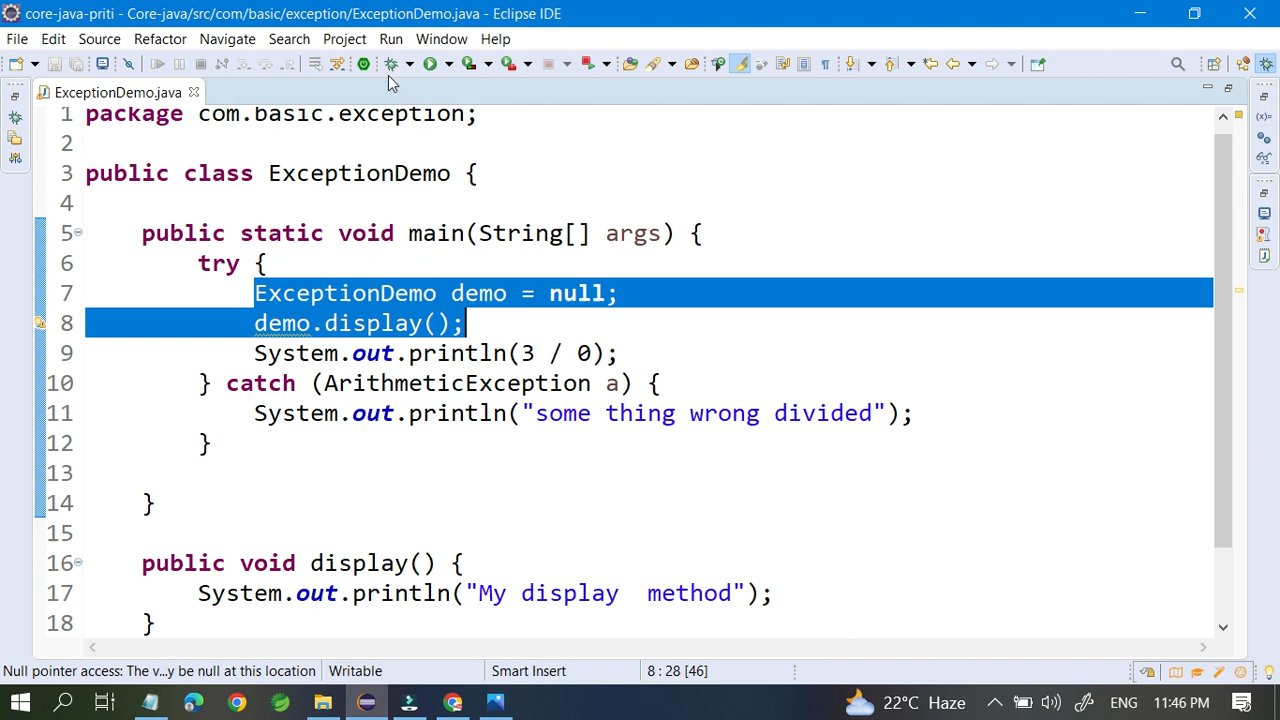 core-java-priti - Core-java/src/com/basic/exception/ExceptionDemo.java - Eclipse IDE
File Edit Source Refactor Navigate Search Project Run Window Help
ExceptionDemo.java
1 package com.basic.exception;
2
3 public class ExceptionDemo {
4
5 public static void main(String[] args) {
6 try {
7 ExceptionDemo demo = null;
8 demo.display();
9 System.out.println(3 / 0);
10 } catch (ArithmeticException a) {
11 System.out.println("some thing wrong divided");
12 }
13
14 }
15
16 public void display() {
17 System.out.println("My display  method");
18 }
Null pointer access: The v...y be null at this location Writable Smart Insert 8 : 28 [46]
22°C Haze ENG 11:46 PM